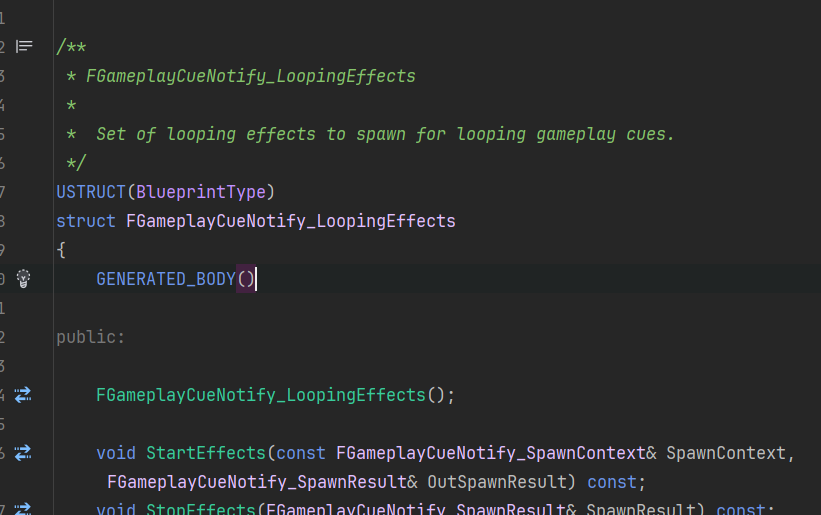 1
2 /**
3 * FGameplayCueNotify_LoopingEffects
4 *
5 * Set of looping effects to spawn for looping gameplay cues.
6 */
7 USTRUCT(BlueprintType)
8 struct FGameplayCueNotify_LoopingEffects
9 {
0 GENERATED_BODY()
1
2 public:
3
4 FGameplayCueNotify_LoopingEffects();
5
6 void StartEffects(const FGameplayCueNotify_SpawnContext& SpawnContext,
FGameplayCueNotify_SpawnResult& OutSpawnResult) const;
7 void StopEffects(FGameplayCueNotify_SpawnResult& SpawnResult) const;